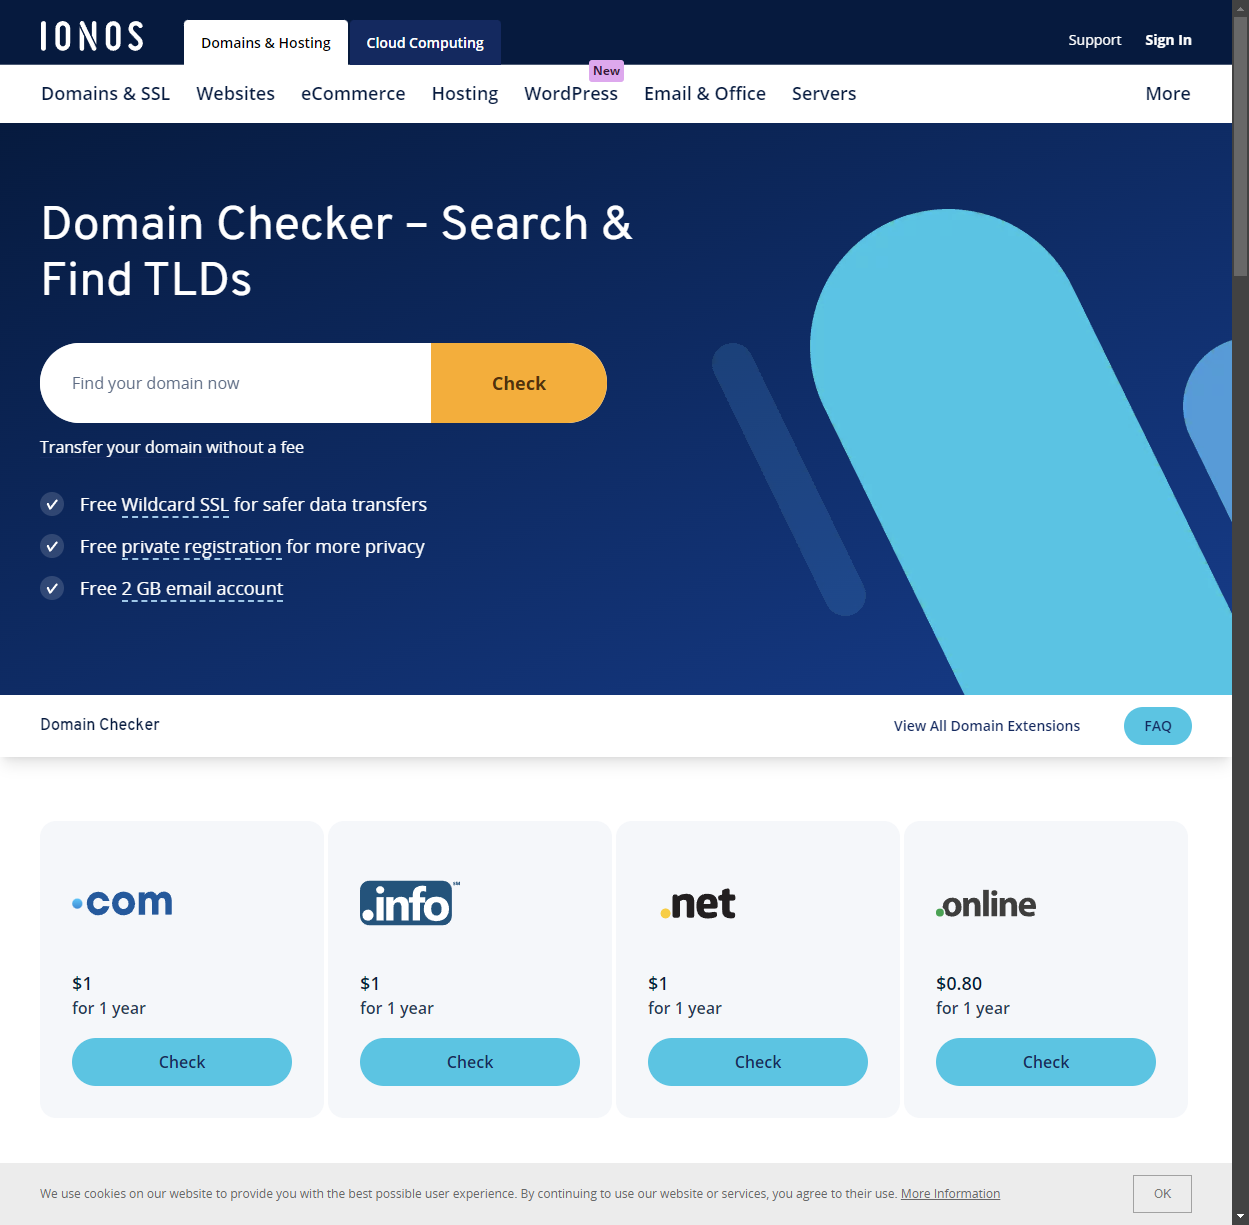 IONOS
Domains & Hosting
Cloud Computing
Support
Sign In
New
Domains & SSL
Websites
eCommerce
Hosting
WordPress
Email & Office
Servers
More
Domain Checker – Search &
Find TLDs
Find your domain now
Check
Transfer your domain without a fee
Free Wildcard SSL for safer data transfers
Free private registration for more privacy
Free 2 GB email account
Domain Checker
View All Domain Extensions
FAQ
.com
.info℠
.net
.online
$1
for 1 year
Check
$1
for 1 year
Check
$1
for 1 year
Check
$0.80
for 1 year
Check
We use cookies on our website to provide you with the best possible user experience. By continuing to use our website or services, you agree to their use. More Information
OK